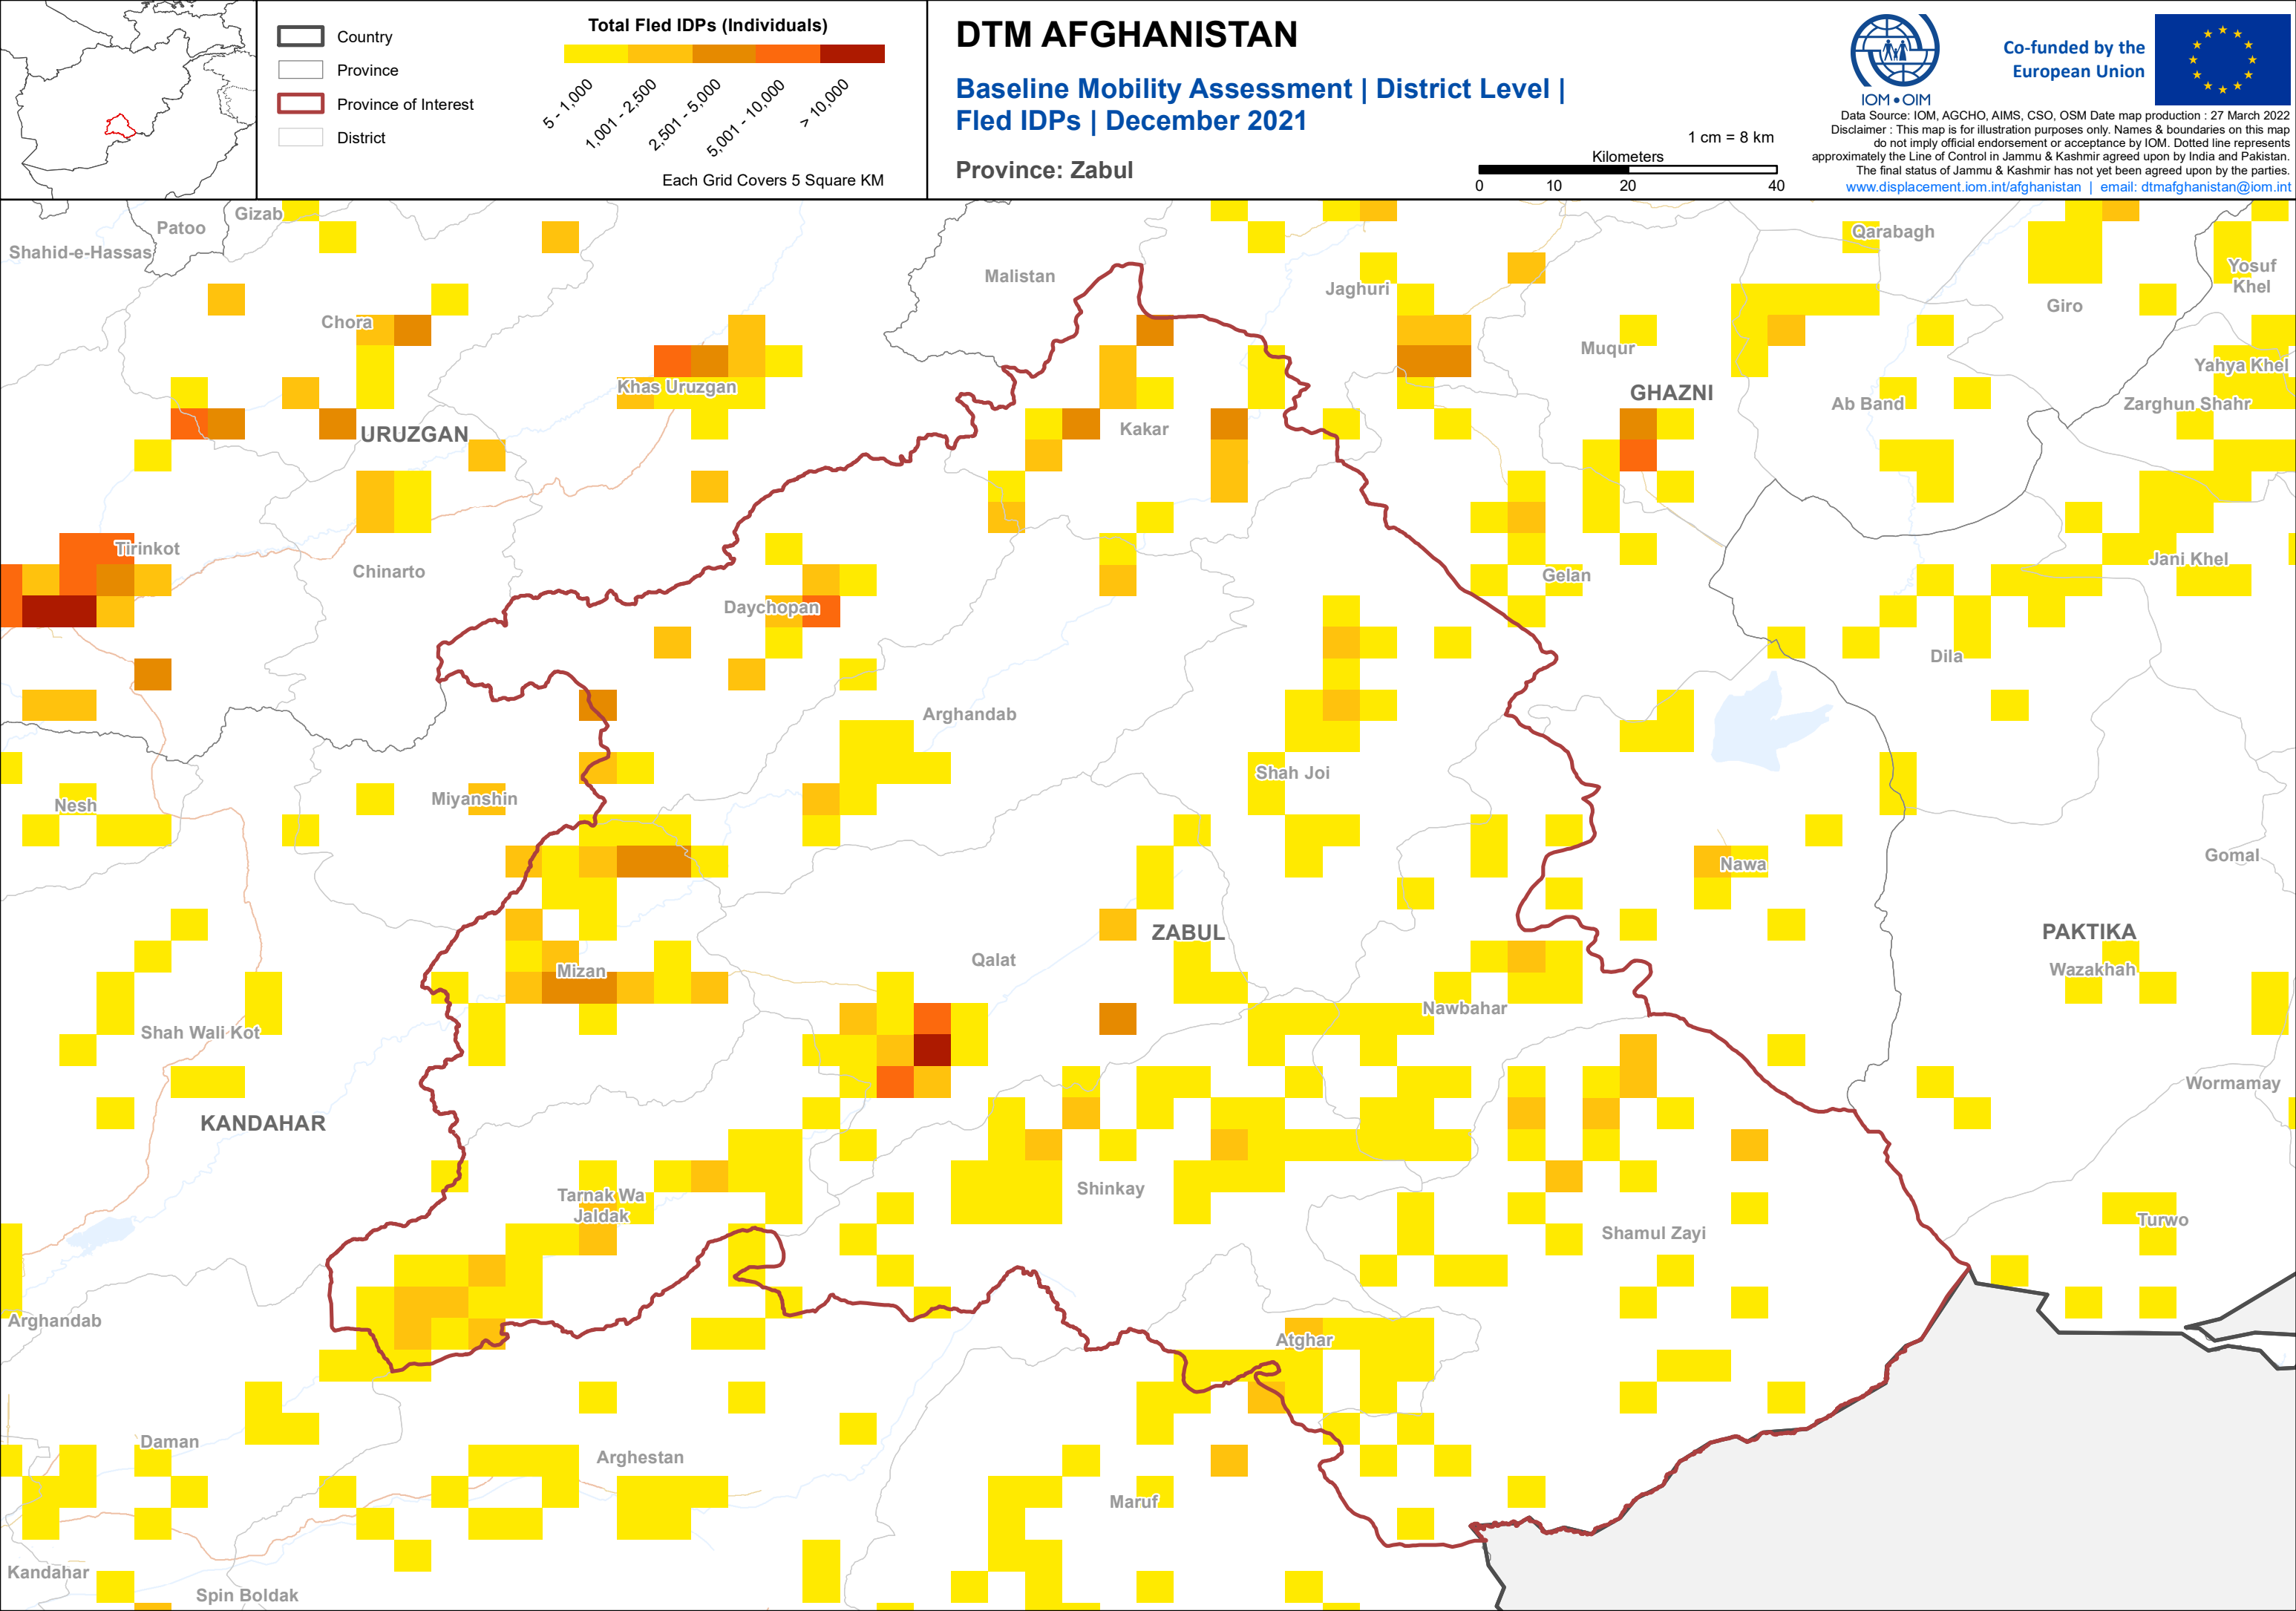 Country
Province
Province of Interest
District
Total Fled IDPs (Individuals)
5 - 1,000
1,001 - 2,500
2,501 - 5,000
5,001 - 10,000
> 10,000
Each Grid Covers 5 Square KM
DTM AFGHANISTAN
Baseline Mobility Assessment | District Level |
Fled IDPs | December 2021
Province: Zabul
1 cm = 8 km
Kilometers
0 10 20 40
IOM • OIM
Co-funded by the
European Union
Data Source: IOM, AGCHO, AIMS, CSO, OSM Date map production : 27 March 2022
Disclaimer : This map is for illustration purposes only. Names & boundaries on this map
do not imply official endorsement or acceptance by IOM. Dotted line represents
approximately the Line of Control in Jammu & Kashmir agreed upon by India and Pakistan.
The final status of Jammu & Kashmir has not yet been agreed upon by the parties.
www.displacement.iom.int/afghanistan | email: dtmafghanistan@iom.int
Gizab
Patoo
Shahid-e-Hassas
Qarabagh
Malistan
Jaghuri
Yosuf
Khel
Giro
Chora
Muqur
Yahya Khel
Khas Uruzgan
GHAZNI
Ab Band
Zarghun Shahr
URUZGAN
Kakar
Tirinkot
Chinarto
Jani Khel
Gelan
Daychopan
Dila
Arghandab
Shah Joi
Miyanshin
Nesh
Nawa
Gomal
ZABUL
PAKTIKA
Qalat
Mizan
Wazakhah
Nawbahar
Shah Wali Kot
Wormamay
KANDAHAR
Shinkay
Tarnak Wa
Jaldak
Turwo
Shamul Zayi
Arghandab
Atghar
Daman
Arghestan
Maruf
Kandahar
Spin Boldak